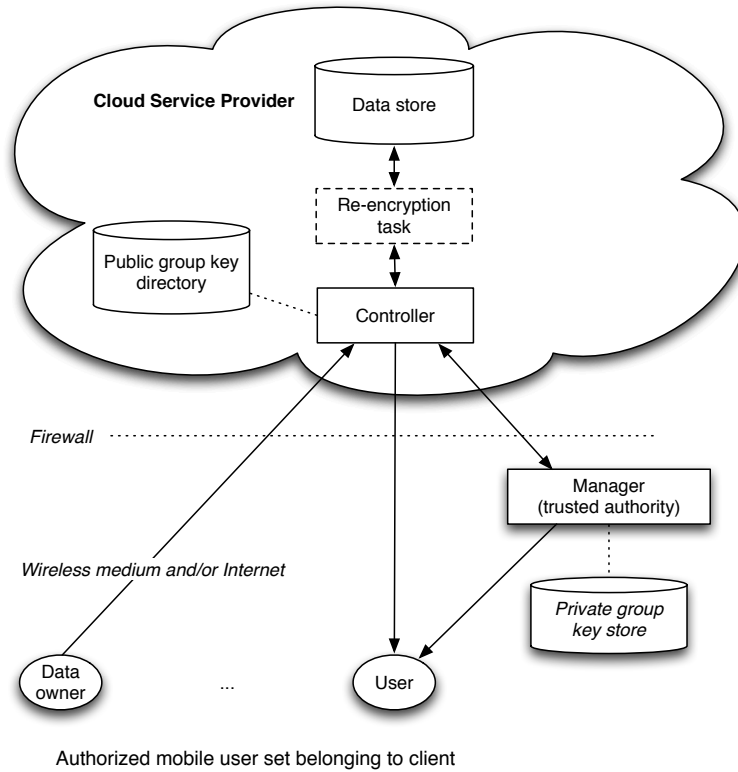 Cloud Service Provider
Data store
Re-encryption
task
Public group key
directory
Controller
Firewall
Manager
(trusted authority)
Wireless medium and/or Internet
Private group
key store
Data
owner
...
User
Authorized mobile user set belonging to client